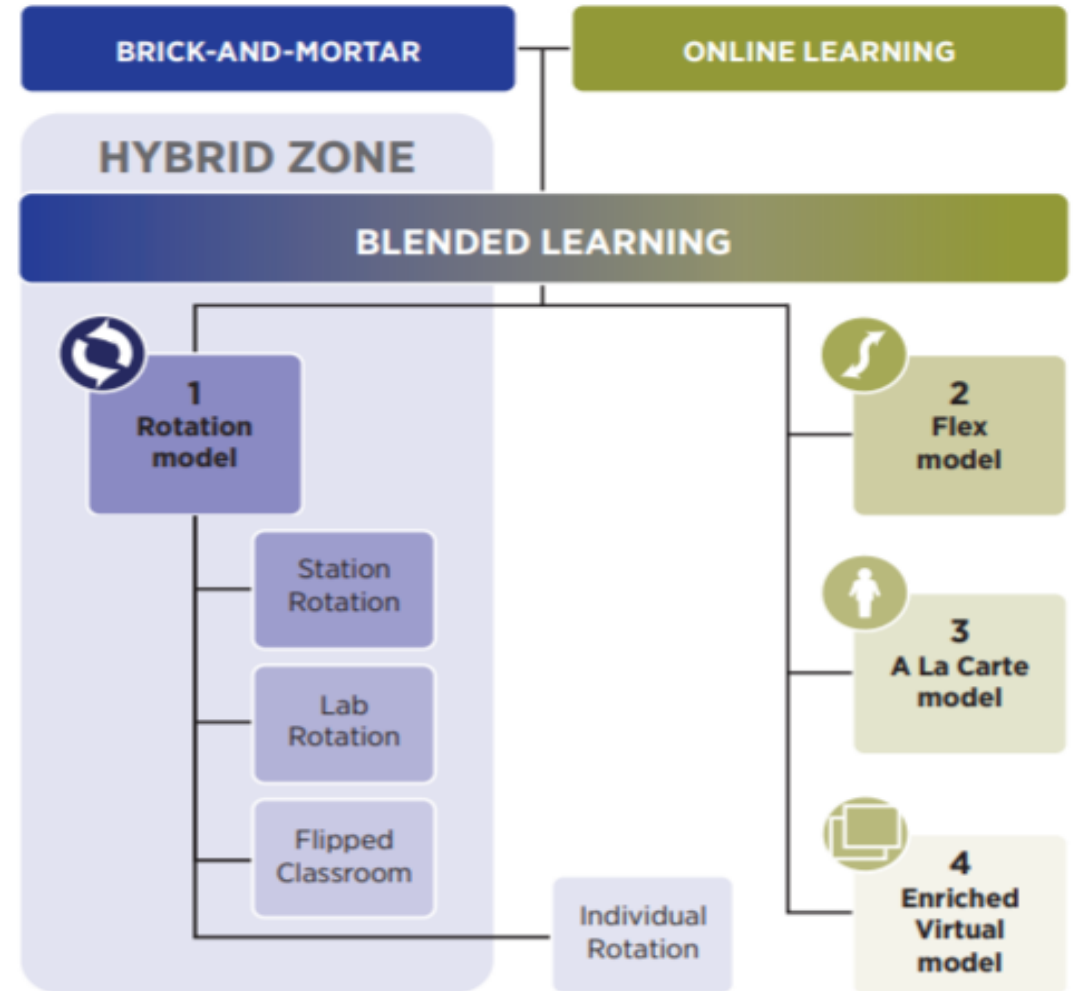 BRICK-AND-MORTAR
ONLINE LEARNING
HYBRID ZONE
BLENDED LEARNING
1
Rotation
model
Station
Rotation
Lab
Rotation
Flipped
Classroom
Individual
Rotation
2
Flex
model
3
A La Carte
model
4
Enriched
Virtual
model